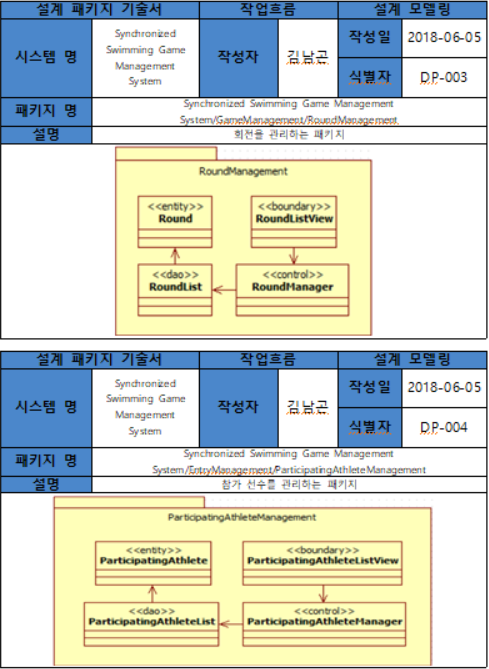 설계 패키지 기술서 작업흐름 설계 모델링
시스템 명 Synchronized Swimming Game Management System 작성자 김남곤 작성일 2018-06-05
식별자 DP-003
패키지 명 Synchronized Swimming Game Management
System/GameManagement/RoundManagement
설명 회전을 관리하는 패키지
RoundManagement
<<entity>> <<boundary>>
Round RoundListView
<<dao>> <<control>>
RoundList RoundManager
설계 패키지 기술서 작업흐름 설계 모델링
시스템 명 Synchronized Swimming Game Management System 작성자 김남곤 작성일 2018-06-05
식별자 DP-004
패키지 명 Synchronized Swimming Game Management
System/EntryManagement/ParticipatingAthleteManagement
설명 참가 선수를 관리하는 패키지
ParticipatingAthleteManagement
<<entity>> <<boundary>>
ParticipatingAthlete ParticipatingAthleteListView
<<dao>> <<control>>
ParticipatingAthleteList ParticipatingAthleteManager